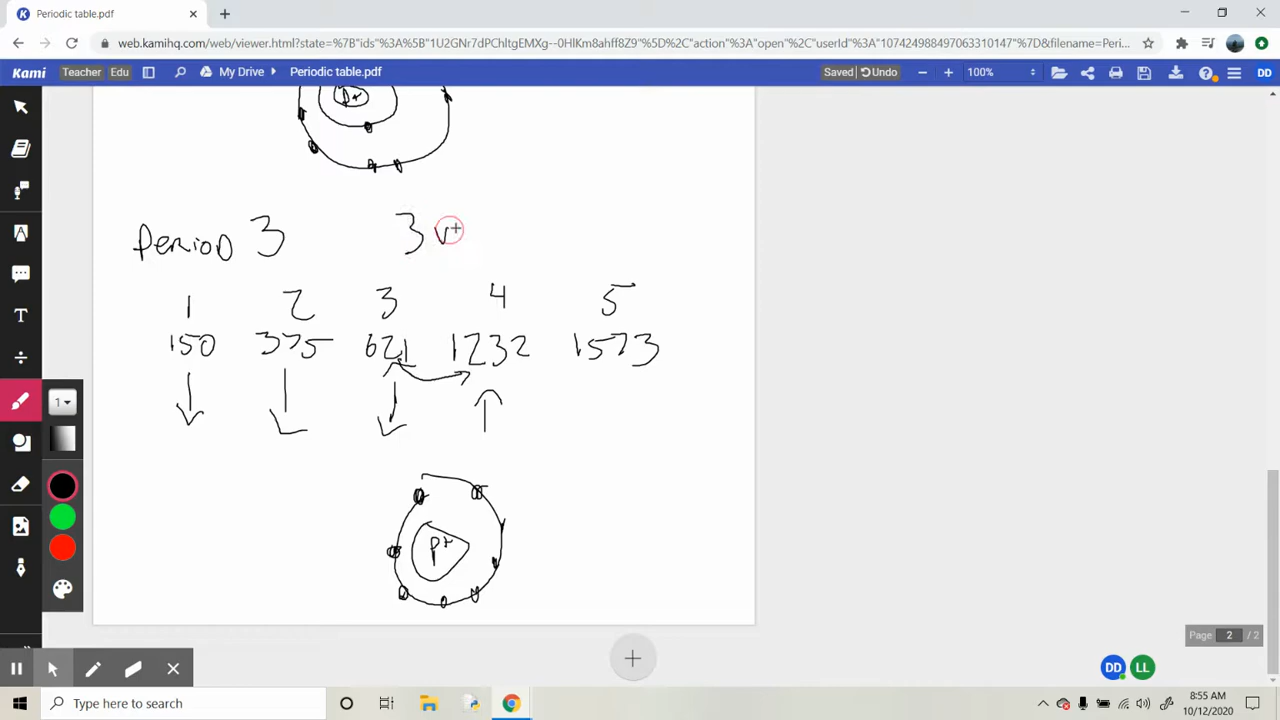 Periodic table.pdf
web.kamihq.com/web/viewer.html?state=%7B"ids"%3A%5B"1U2GNr7dPChltgEMXg--0HIKm8ahff8Z9"%5D%2C"action"%3A"open"%2C"userId"%3A"107424988497063310147"%7D&filename=Peri...
Kami Teacher Edu My Drive Periodic table.pdf Saved Undo 100% DD
P+
Period 3 3 v
1 2 3 4 5
150 375 621 1232 1573
P+
T
1
Page 2 / 2
DD LL
Type here to search
8:55 AM
10/12/2020